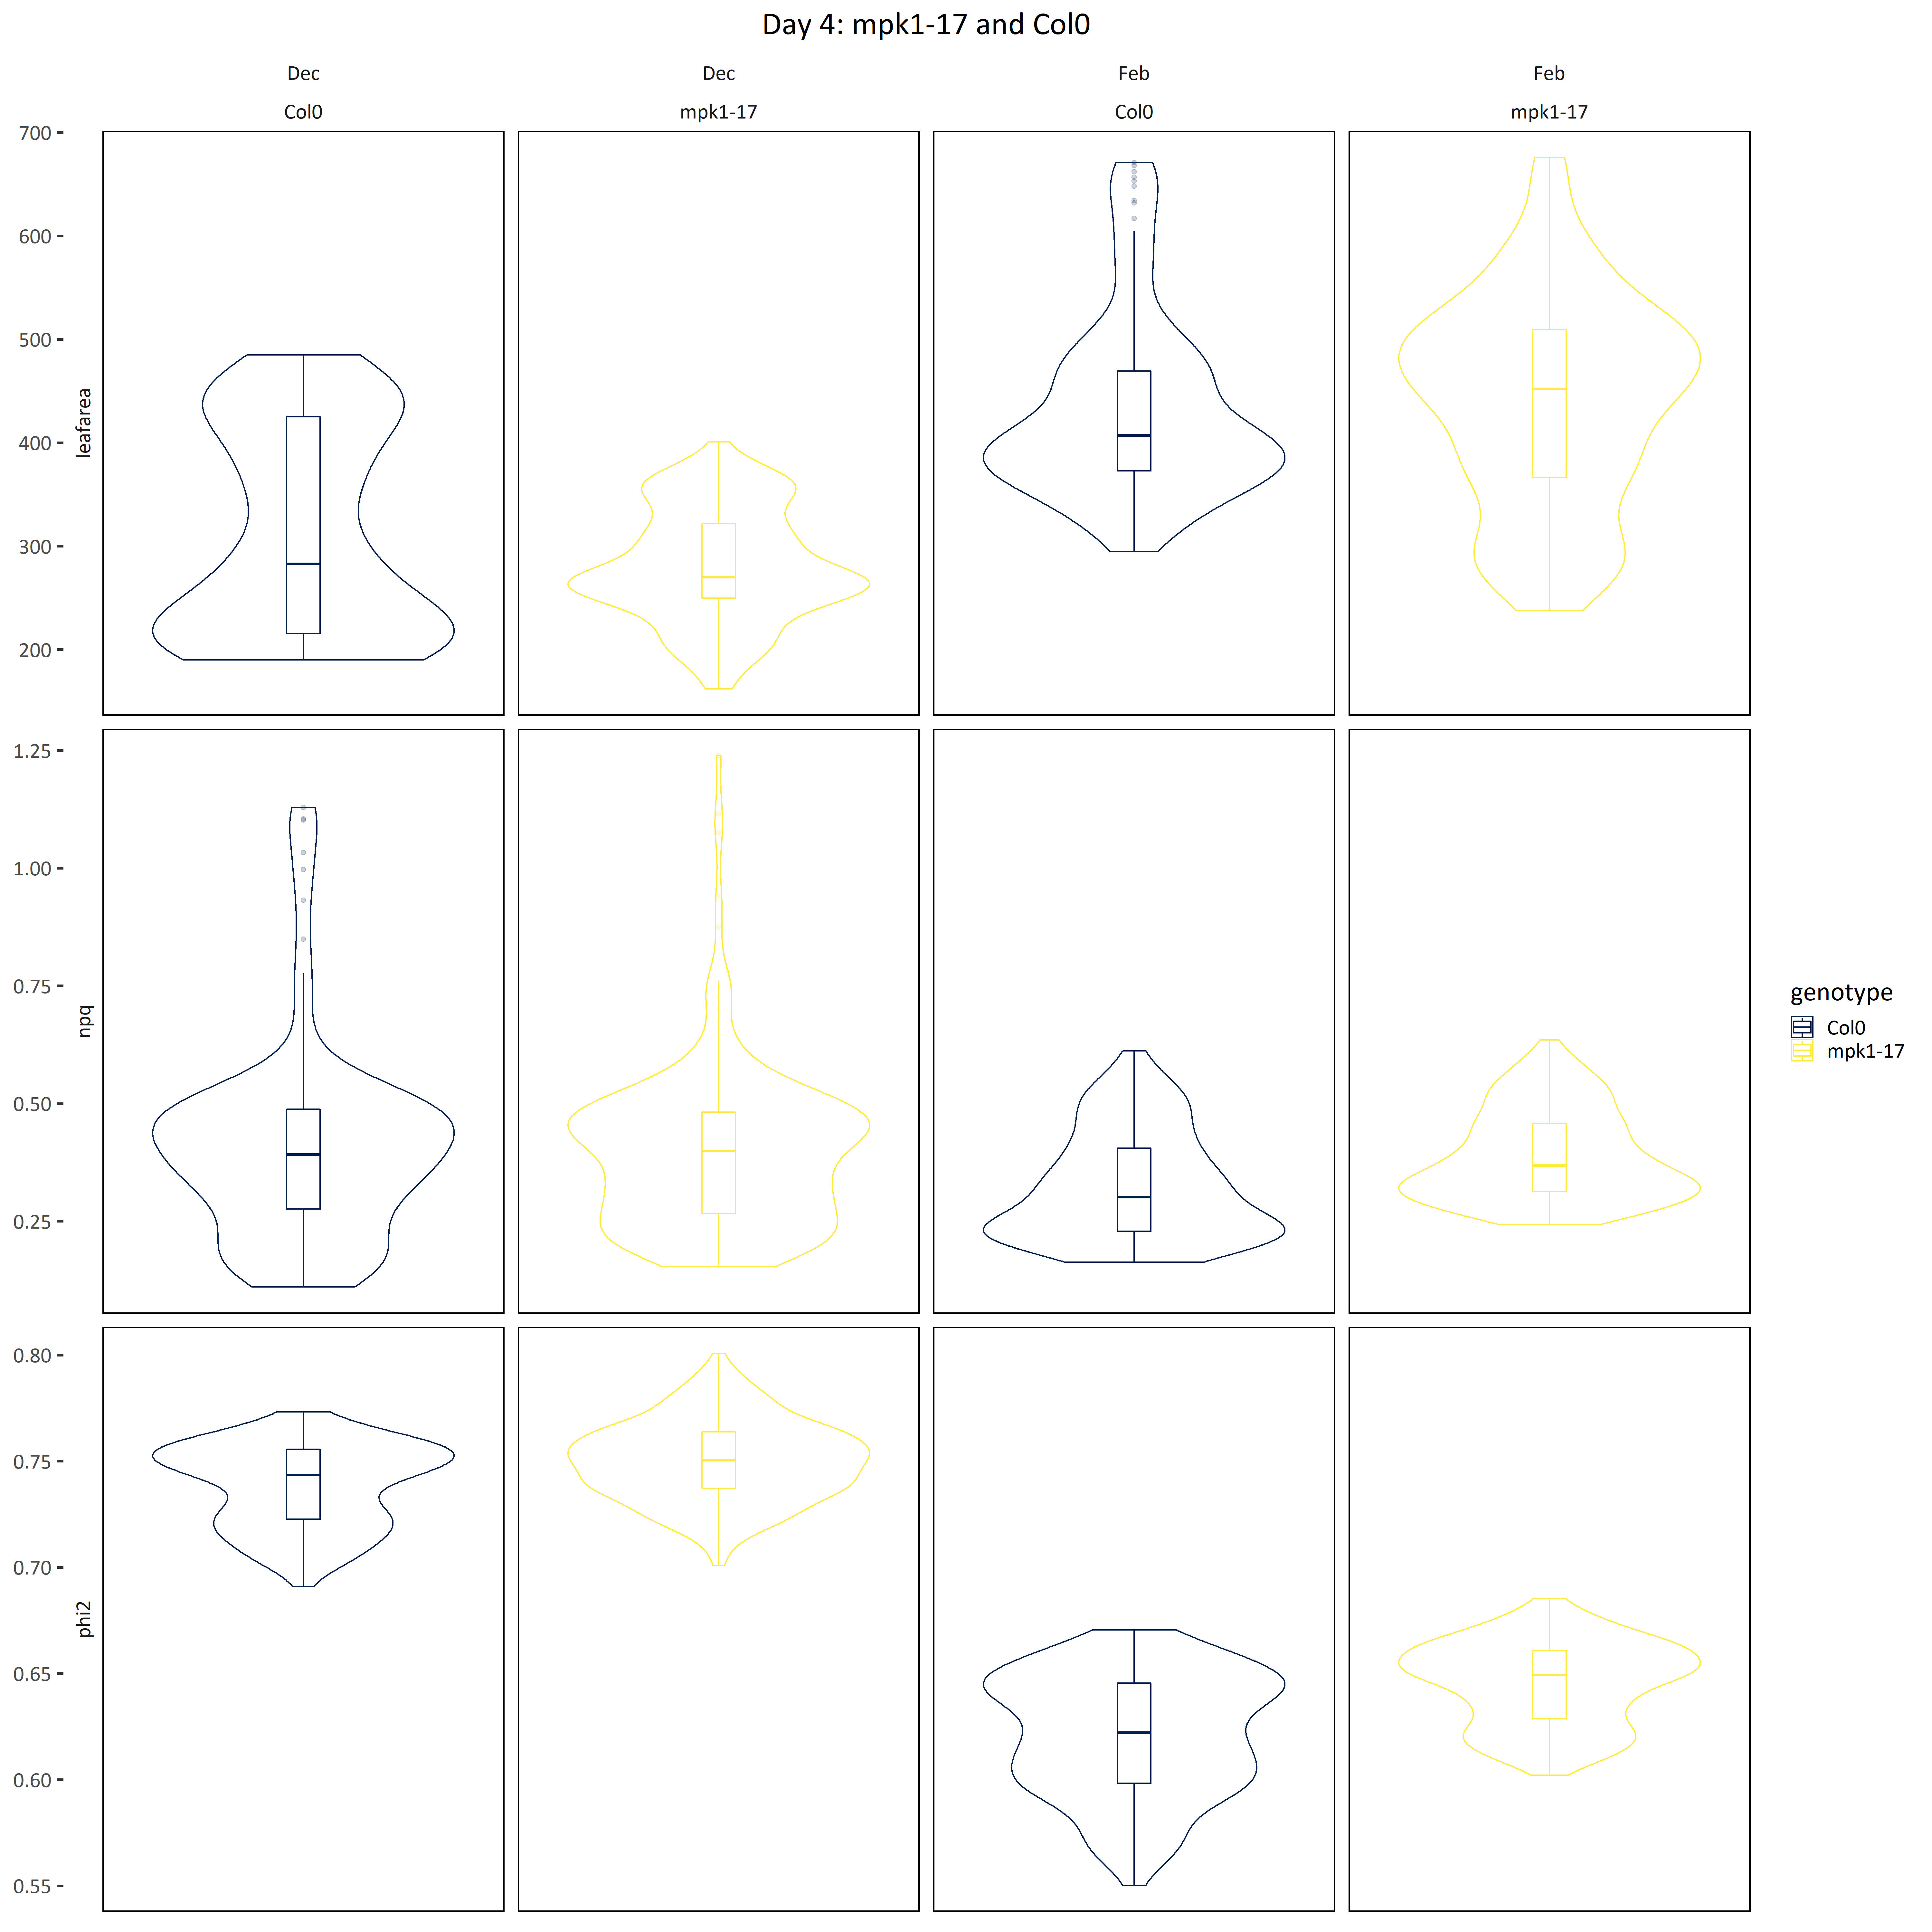 Day 4: mpk1-17 and Col0
Dec Dec Feb Feb
Col0 mpk1-17 Col0 mpk1-17
700
600
500
400
300
200
leafarea
1.25
1.00
0.75
0.50
0.25
npq
0.80
0.75
0.70
0.65
0.60
0.55
phi2
genotype
Col0
mpk1-17